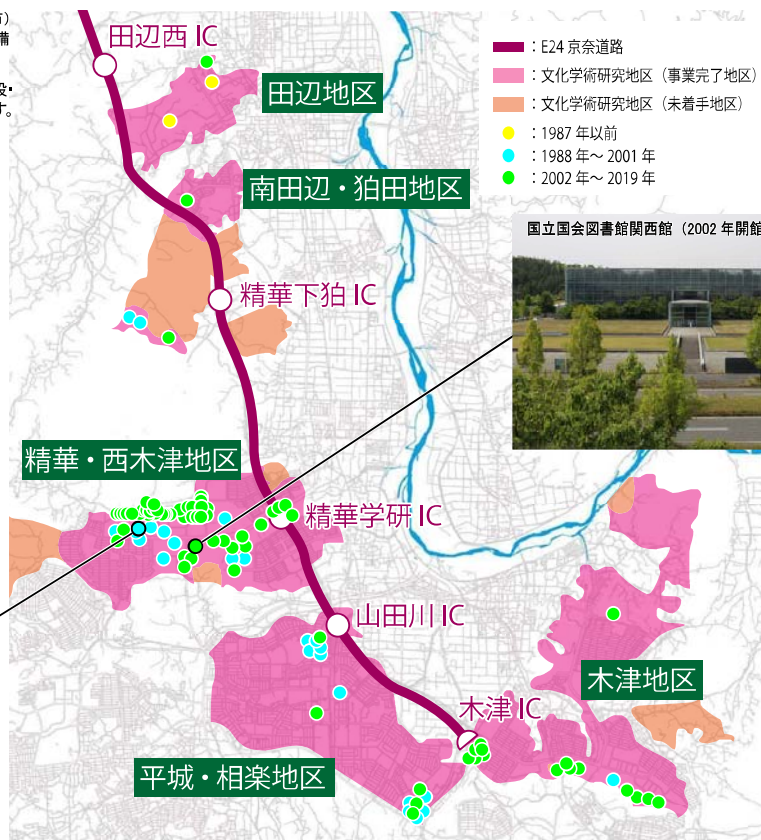 市）
備
設・
す。
：E24 京奈道路
：文化学術研究地区（事業完了地区）
：文化学術研究地区（未着手地区）
：1987 年以前
：1988 年～ 2001 年
：2002 年～ 2019 年
国立国会図書館関西館（2002 年開館
田辺西 IC
田辺地区
南田辺・狛田地区
精華下狛 IC
精華・西木津地区
精華学研 IC
山田川 IC
木津地区
木津 IC
平城・相楽地区